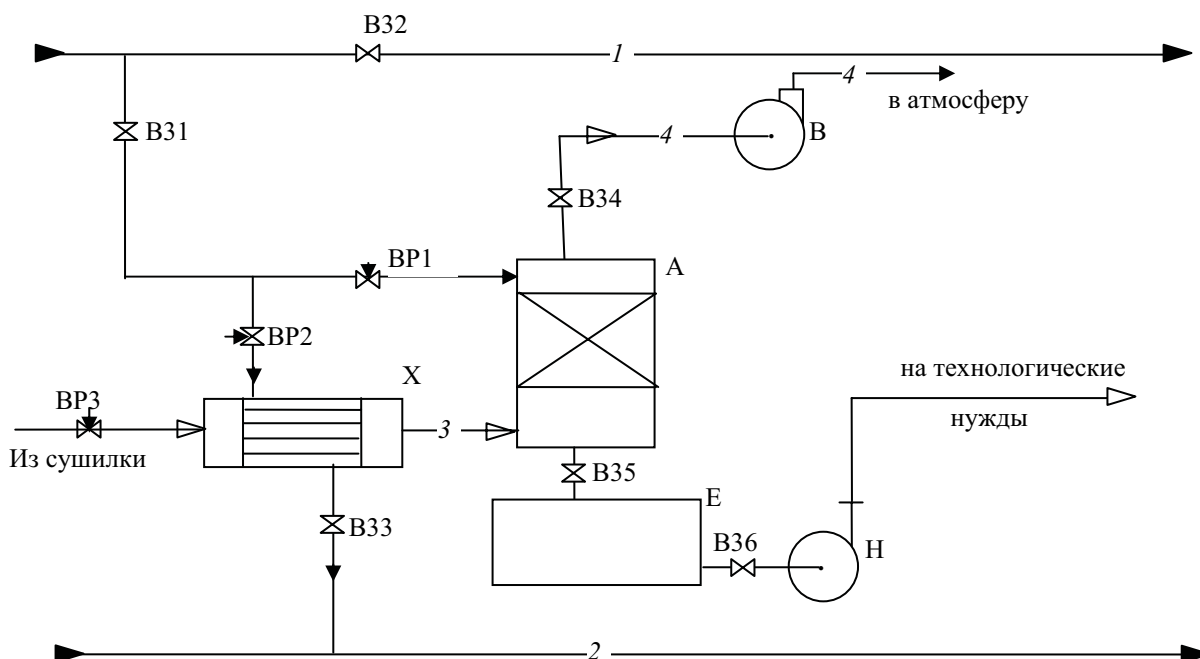 В32
1
4
в атмосферу
В31
4
В
В34
ВР1
А
ВР2
Х
на технологические
ВР3
3
нужды
Из сушилки
В35
Е
В33
В36
Н
2